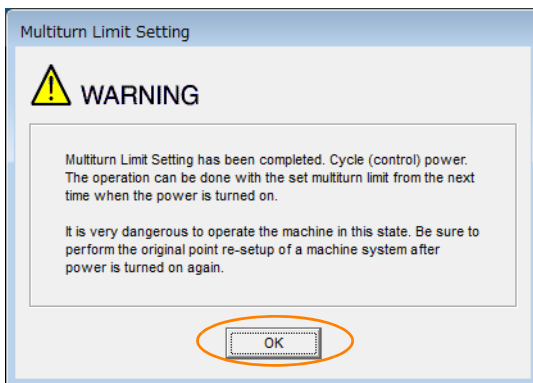 Multiturn Limit Setting
WARNING
Multiturn Limit Setting has been completed. Cycle (control) power.
The operation can be done with the set multiturn limit from the next
time when the power is turned on.
It is very dangerous to operate the machine in this state. Be sure to
perform the original point re-setup of a machine system after
power is turned on again.
OK